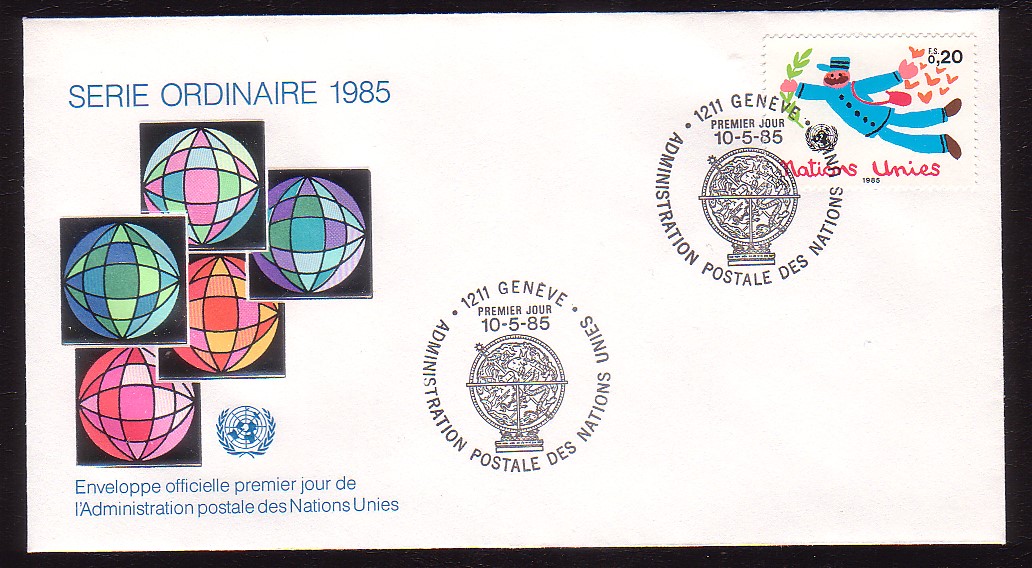 SERIE ORDINAIRE 1985
F.S.
0,20
Nations Unies
1985
• 1211 GENÈVE •
PREMIER JOUR
10-5-85
ADMINISTRATION POSTALE DES NATIONS UNIES
• 1211 GENÈVE •
PREMIER JOUR
10-5-85
ADMINISTRATION POSTALE DES NATIONS UNIES
Enveloppe officielle premier jour de
l'Administration postale des Nations Unies